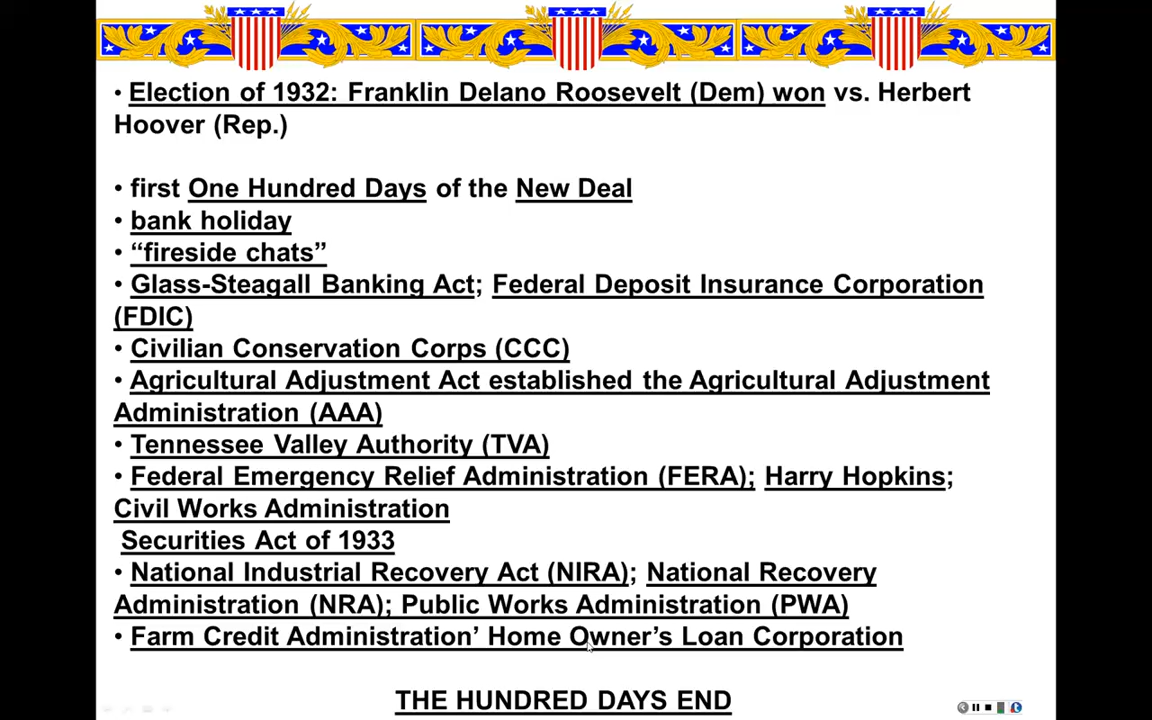 • Election of 1932: Franklin Delano Roosevelt (Dem) won vs. Herbert
Hoover (Rep.)
• first One Hundred Days of the New Deal
• bank holiday
• “fireside chats”
• Glass-Steagall Banking Act; Federal Deposit Insurance Corporation
(FDIC)
• Civilian Conservation Corps (CCC)
• Agricultural Adjustment Act established the Agricultural Adjustment
Administration (AAA)
• Tennessee Valley Authority (TVA)
• Federal Emergency Relief Administration (FERA); Harry Hopkins;
Civil Works Administration
Securities Act of 1933
• National Industrial Recovery Act (NIRA); National Recovery
Administration (NRA); Public Works Administration (PWA)
• Farm Credit Administration’ Home Owner’s Loan Corporation
THE HUNDRED DAYS END